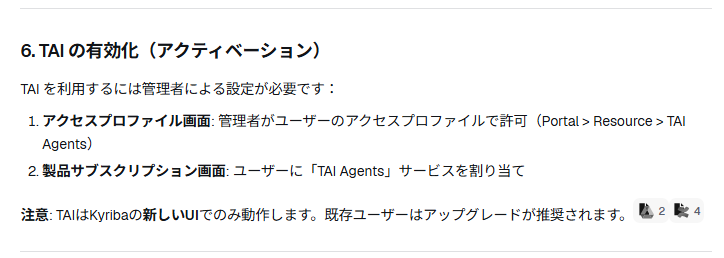 6. TAI の有効化（アクティベーション）
TAI を利用するには管理者による設定が必要です：
1. アクセスプロファイル画面: 管理者がユーザーのアクセスプロファイルで許可（Portal > Resource > TAI
Agents）
2. 製品サブスクリプション画面: ユーザーに「TAI Agents」サービスを割り当て
注意: TAIはKyribaの新しいUIでのみ動作します。既存ユーザーはアップグレードが推奨されます。 2 4